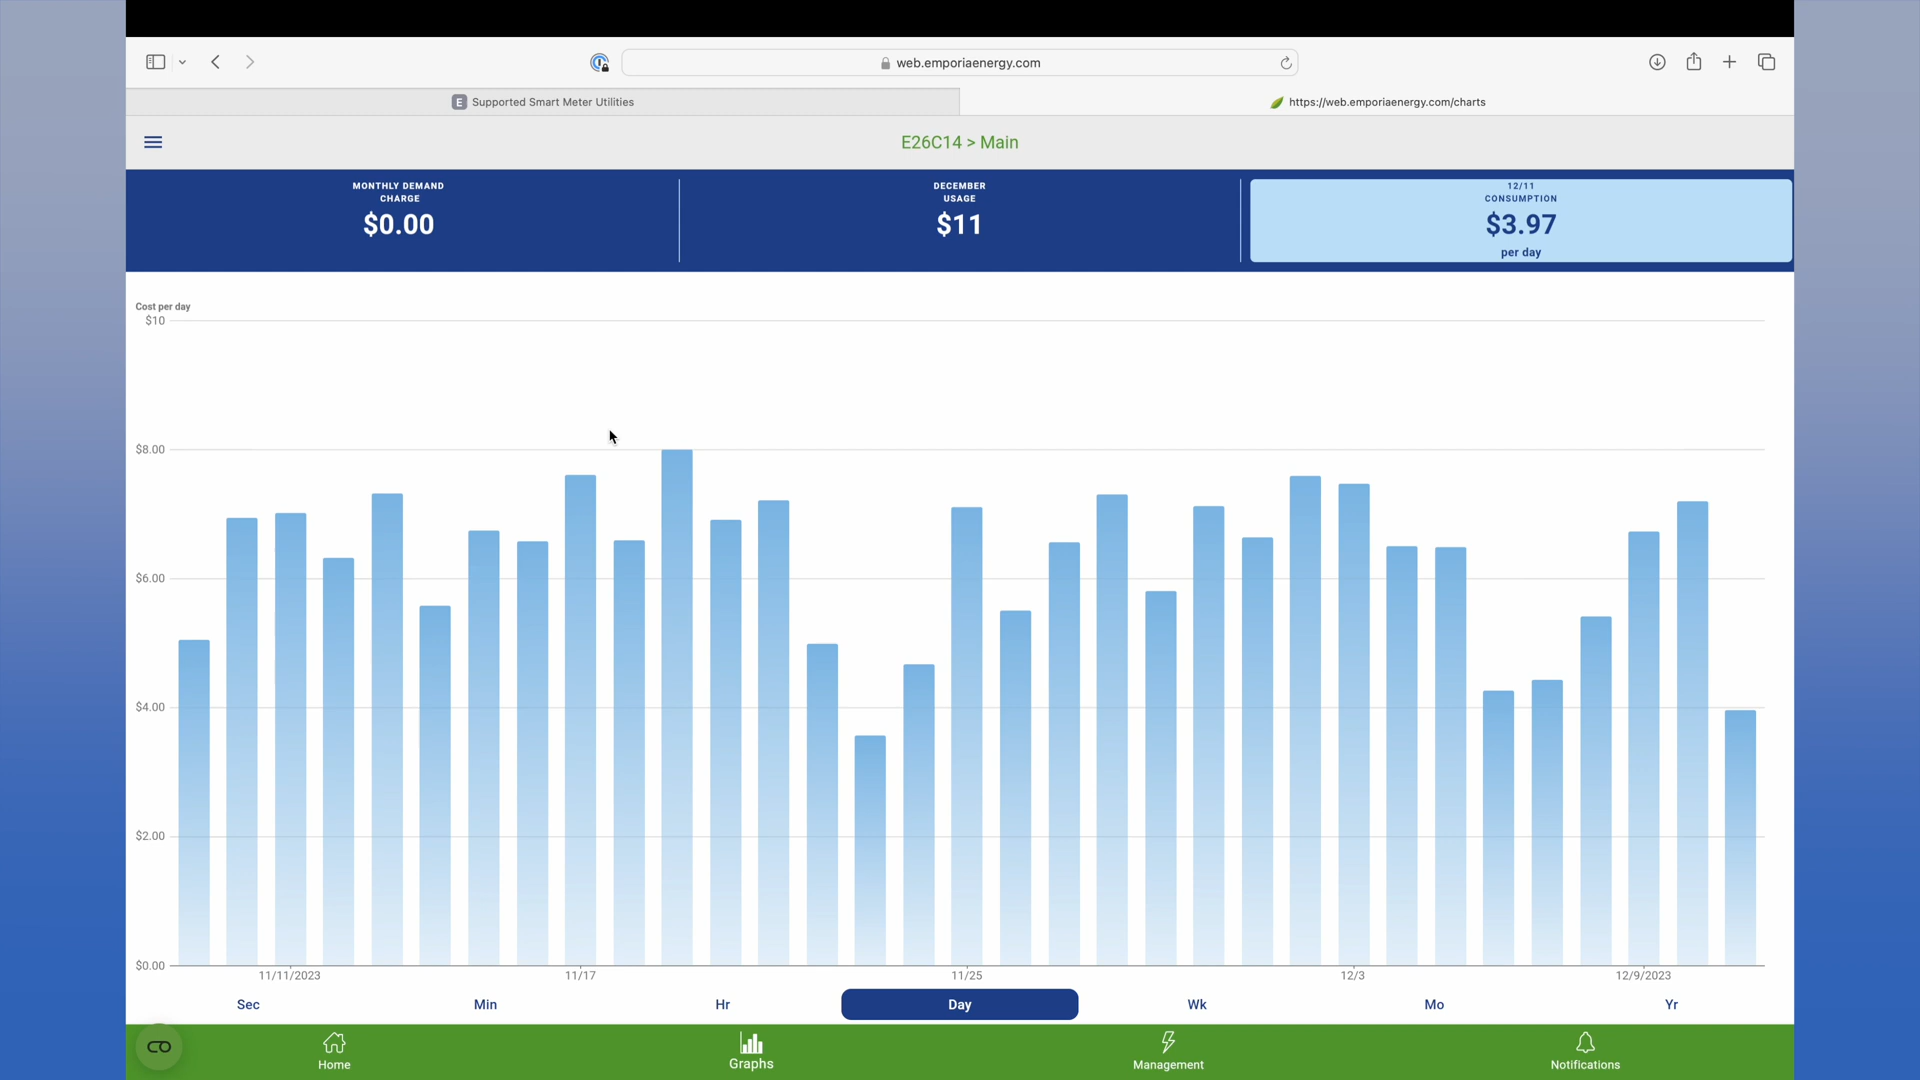 web.emporiaenergy.com
E Supported Smart Meter Utilities
https://web.emporiaenergy.com/charts
E26C14 > Main
MONTHLY DEMAND
CHARGE
$0.00
DECEMBER
USAGE
$11
12/11
CONSUMPTION
$3.97
per day
Cost per day
$10
$8.00
$6.00
$4.00
$2.00
$0.00
11/11/2023
11/17
11/25
12/3
12/9/2023
Sec
Min
Hr
Day
Wk
Mo
Yr
Home
Graphs
Management
Notifications